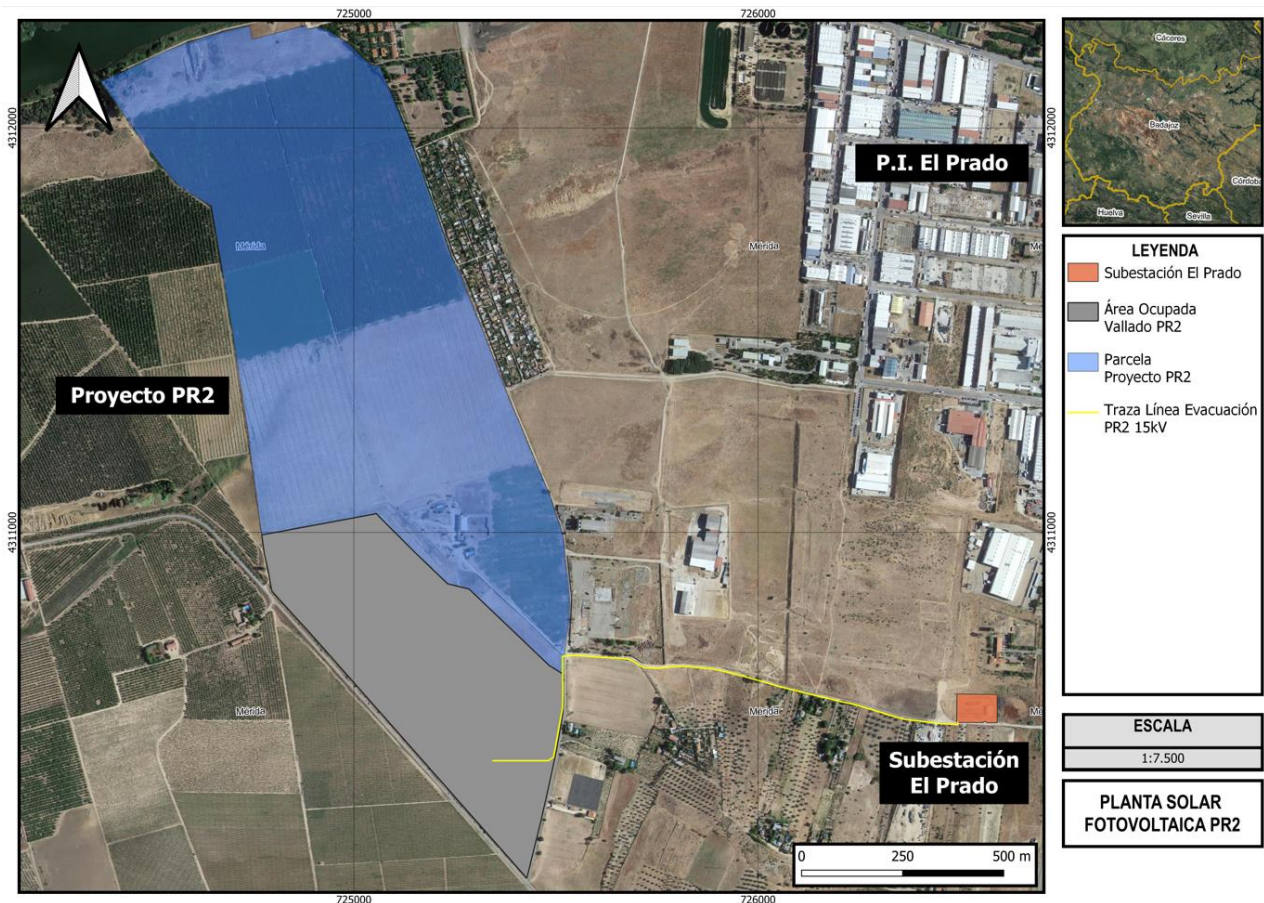 725000
726000
4312000
4312000
P.I. El Prado
Mérida
Mérida
Proyecto PR2
4311000
4311000
Mérida
Mérida
Subestación
El Prado
0
250
500 m
725000
726000
Cáceres
Badajoz
Córdoba
Huelva
Sevilla
LEYENDA
Subestación El Prado
Área Ocupada
Vallado PR2
Parcela
Proyecto PR2
Traza Línea Evacuación
PR2 15kV
ESCALA
1:7.500
PLANTA SOLAR
FOTOVOLTAICA PR2